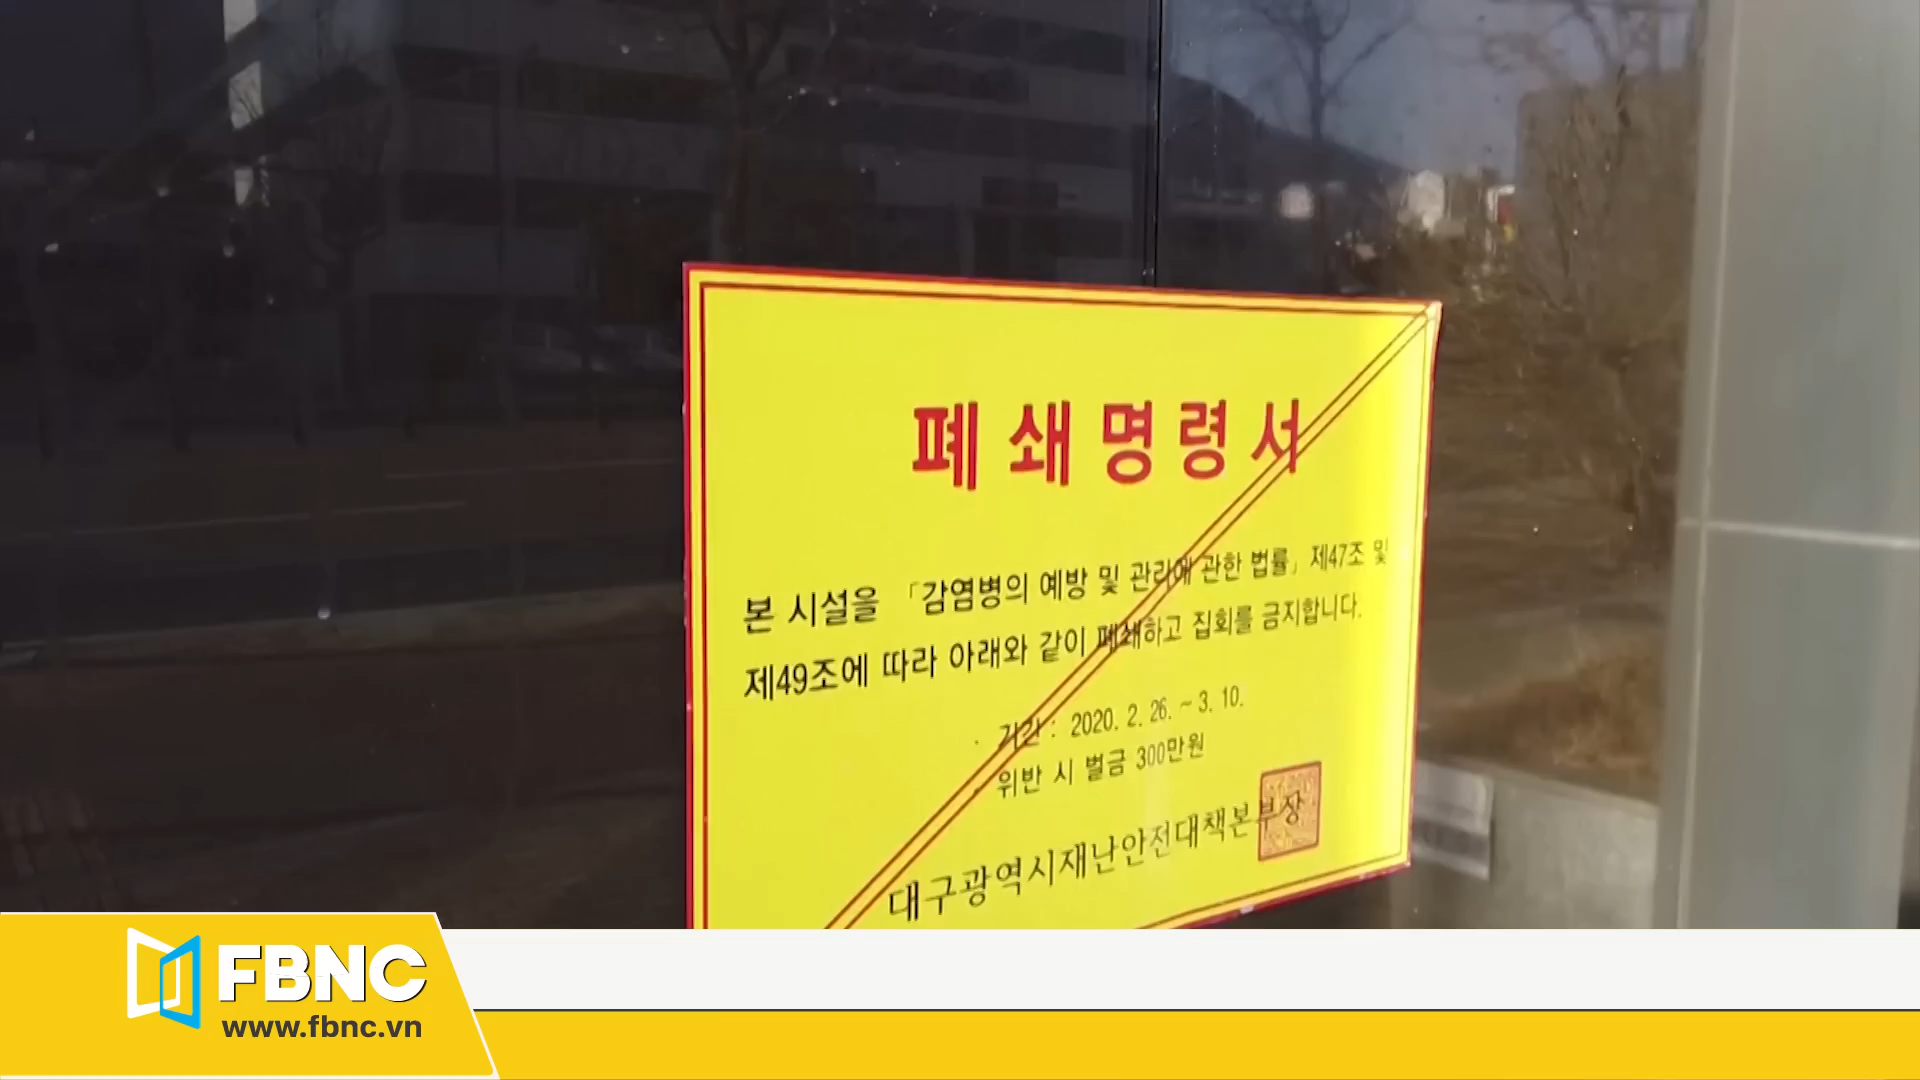 폐쇄명령서
본 시설을 「감염병의 예방 및 관리에 관한 법률」 제47조 및
제49조에 따라 아래와 같이 폐쇄하고 집회를 금지합니다.
· 기간 : 2020. 2. 26. ~ 3. 10.
· 위반 시 벌금 300만원
대구광역시재난안전대책본부장
FBNC
www.fbnc.vn